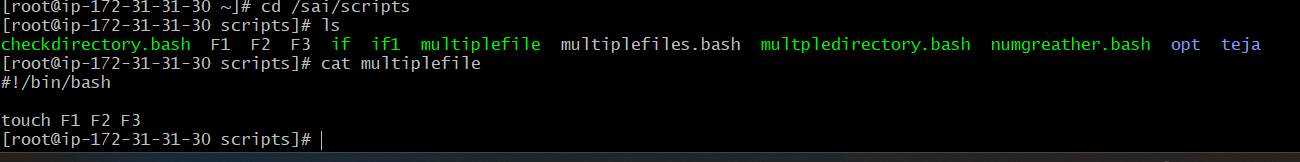 [root@ip-172-31-31-30 ~]# cd /sai/scripts
[root@ip-172-31-31-30 scripts]# ls
checkdirectory.bash  F1  F2  F3  if  if1  multiplefile  multiplefiles.bash  multpledirectory.bash  numgreather.bash  opt  teja
[root@ip-172-31-31-30 scripts]# cat multiplefile
#!/bin/bash

touch F1 F2 F3
[root@ip-172-31-31-30 scripts]#